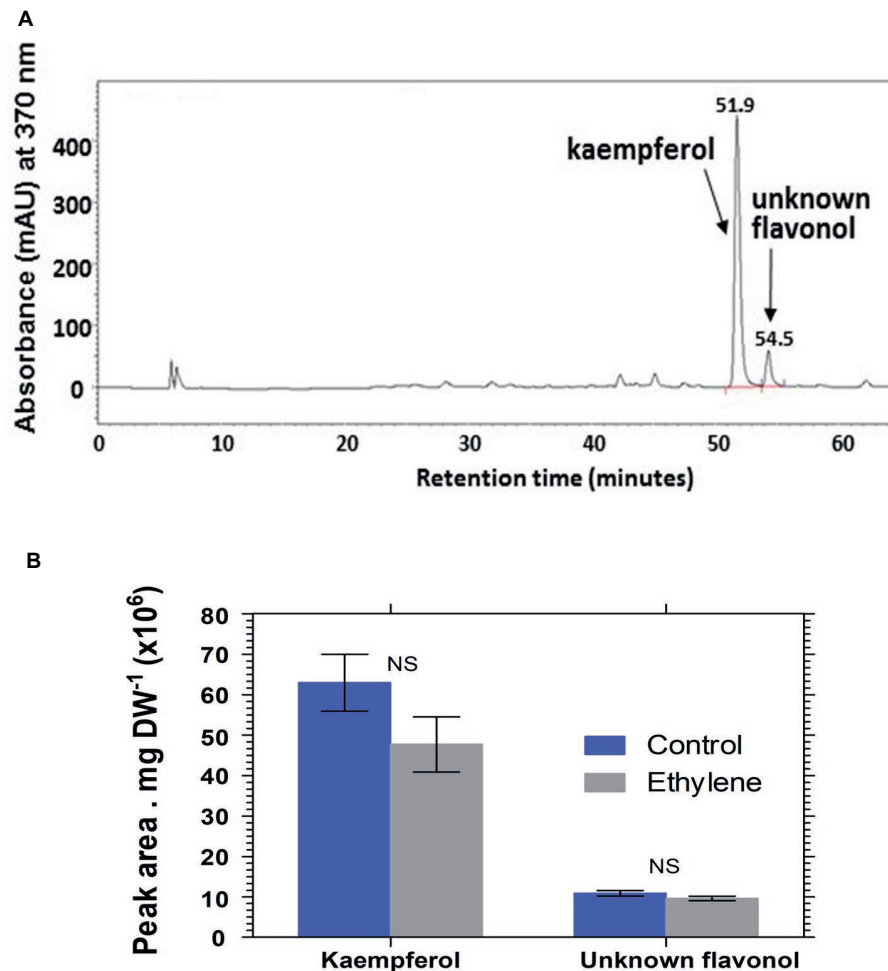 A
Absorbance (mAU) at 370 nm
400
300
200
100
0
51.9
kaempferol
unknown
flavonol
54.5
0 10 20 30 40 50 60
Retention time (minutes)
B
Peak area . mg DW⁻¹ (x10⁶)
80
70
60
50
40
30
20
10
0
NS
Control
Ethylene
NS
Kaempferol Unknown flavonol